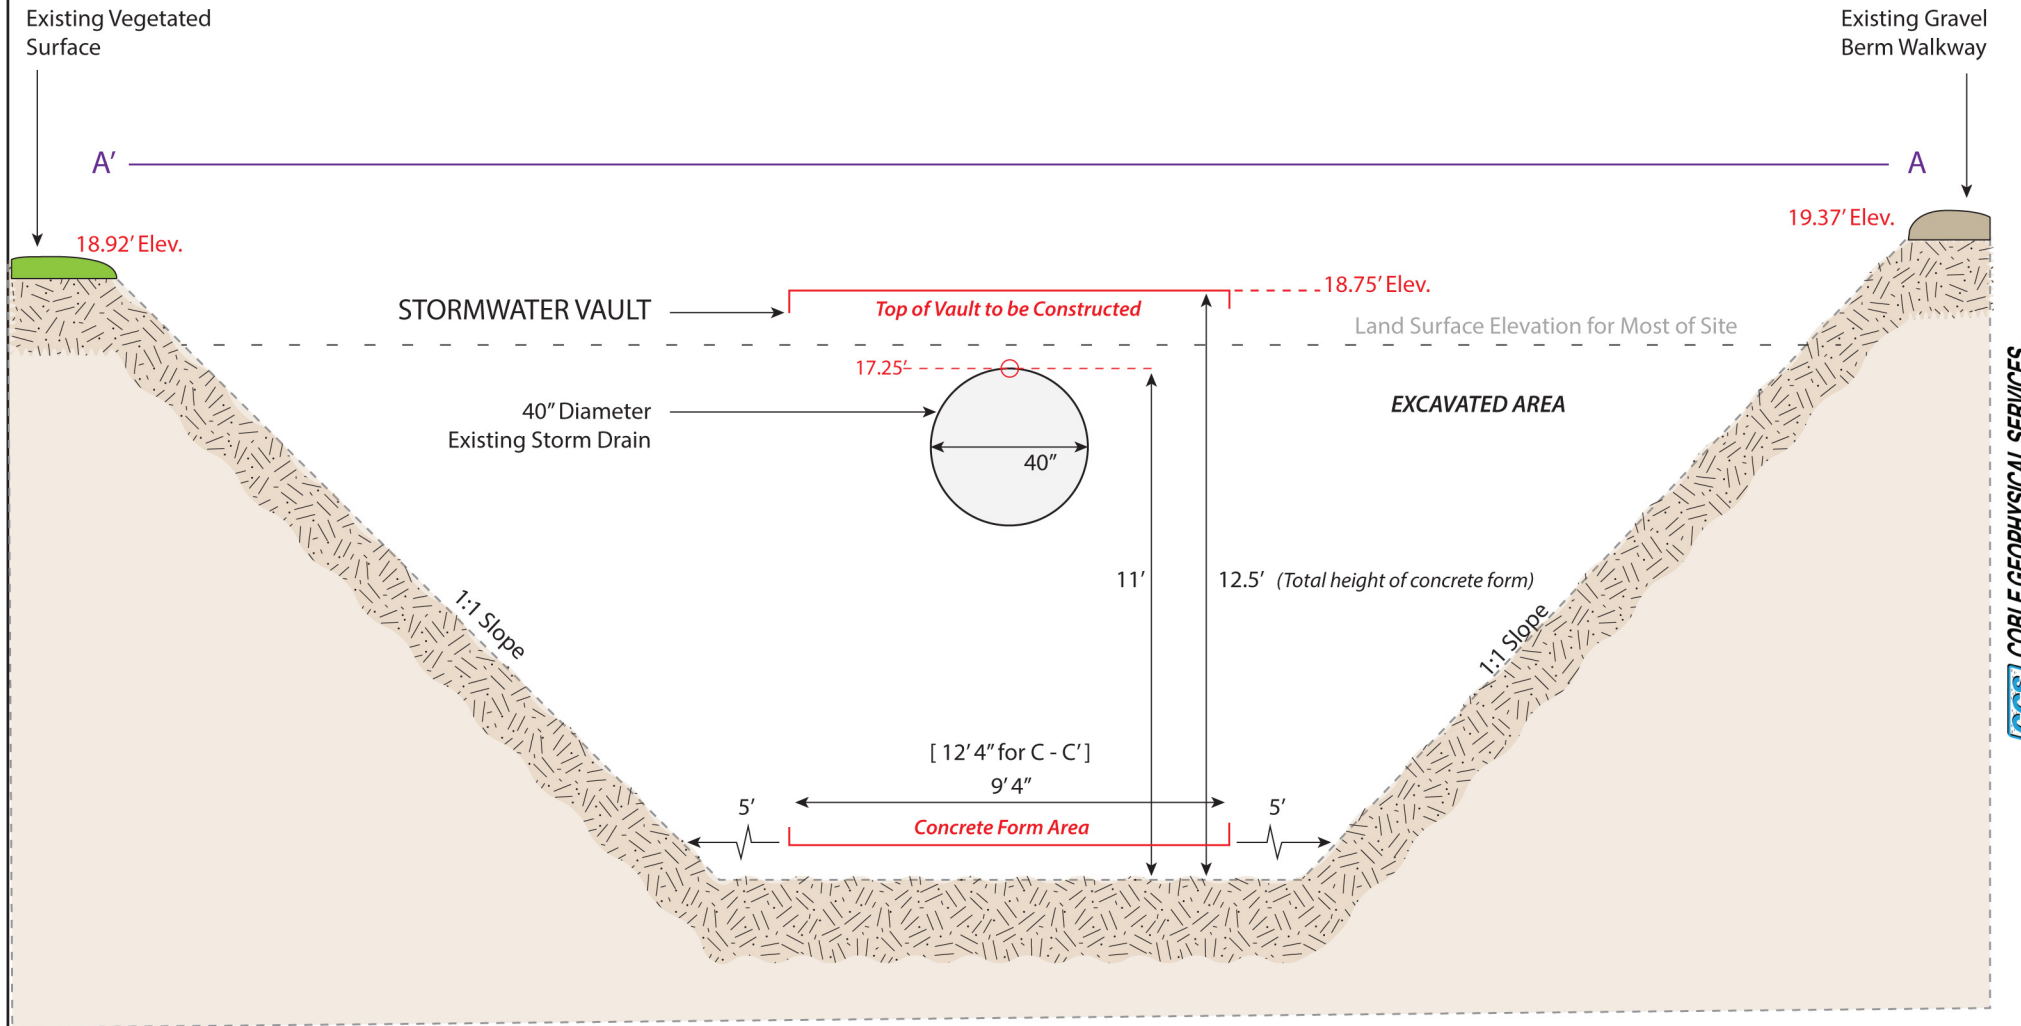 Existing Vegetated
Surface
Existing Gravel
Berm Walkway
A’
A
18.92’ Elev.
19.37’ Elev.
STORMWATER VAULT
Top of Vault to be Constructed
18.75’ Elev.
Land Surface Elevation for Most of Site
17.25’
40” Diameter
Existing Storm Drain
40”
EXCAVATED AREA
11’
12.5’ (Total height of concrete form)
1:1 Slope
1:1 Slope
[ 12’ 4” for C - C’ ]
9’ 4”
5’
5’
Concrete Form Area
COBLE GEOPHYSICAL SERVICES